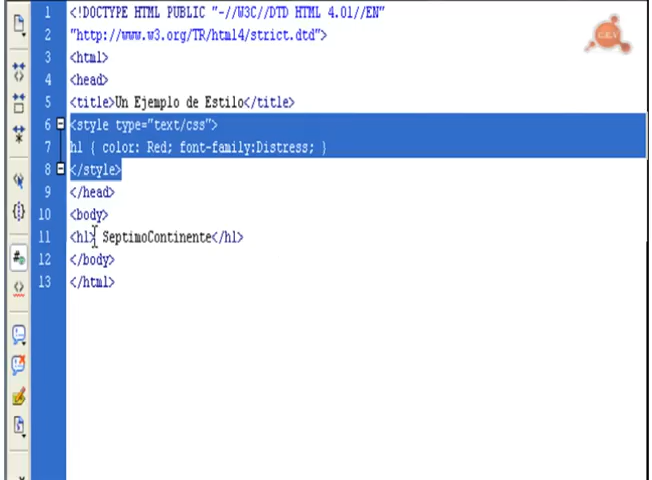 1 <!DOCTYPE HTML PUBLIC "-//W3C//DTD HTML 4.01//EN"
2 "http://www.w3.org/TR/html4/strict.dtd">
3 <html>
4 <head>
5 <title>Un Ejemplo de Estilo</title>
6 <style type="text/css">
7 h1 { color: Red; font-family:Distress; }
8 </style>
9 </head>
10 <body>
11 <h1> SeptimoContinente</h1>
12 </body>
13 </html>